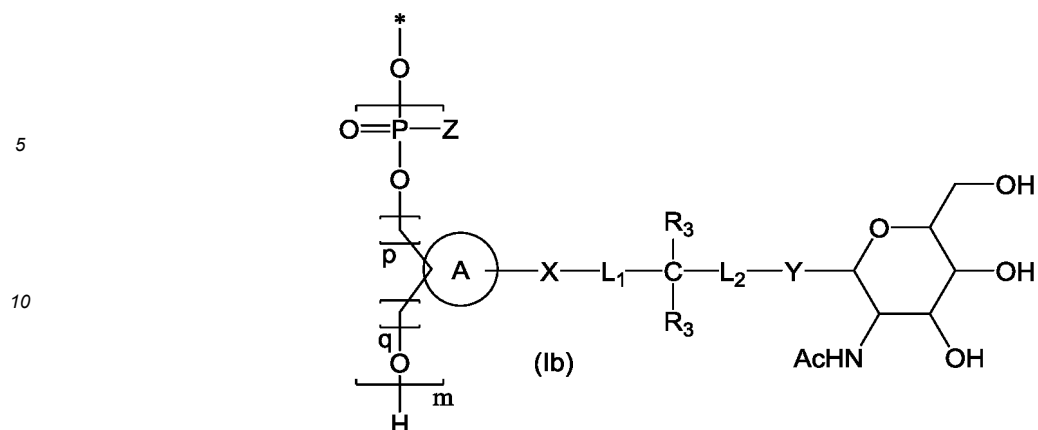 *
O
5 O=P-Z
O
OH
R₃ O
p A X L₁ C L₂ Y OH
10 R₃
q AcHN OH
O (Ib)
m
H